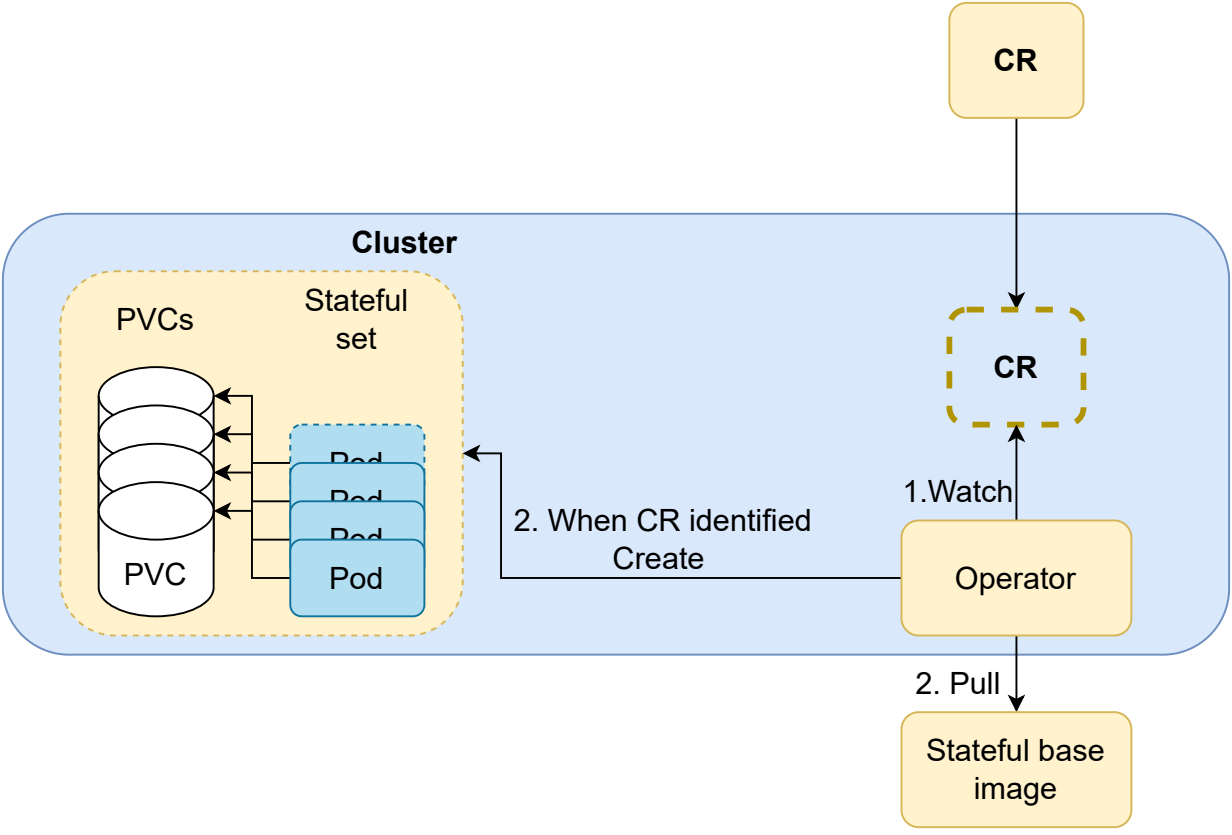 CR
Cluster
PVCs
Stateful
set
CR
Pod
Pod
Pod
Pod
PVC
1.Watch
2. When CR identified
Create
Operator
2. Pull
Stateful base
image